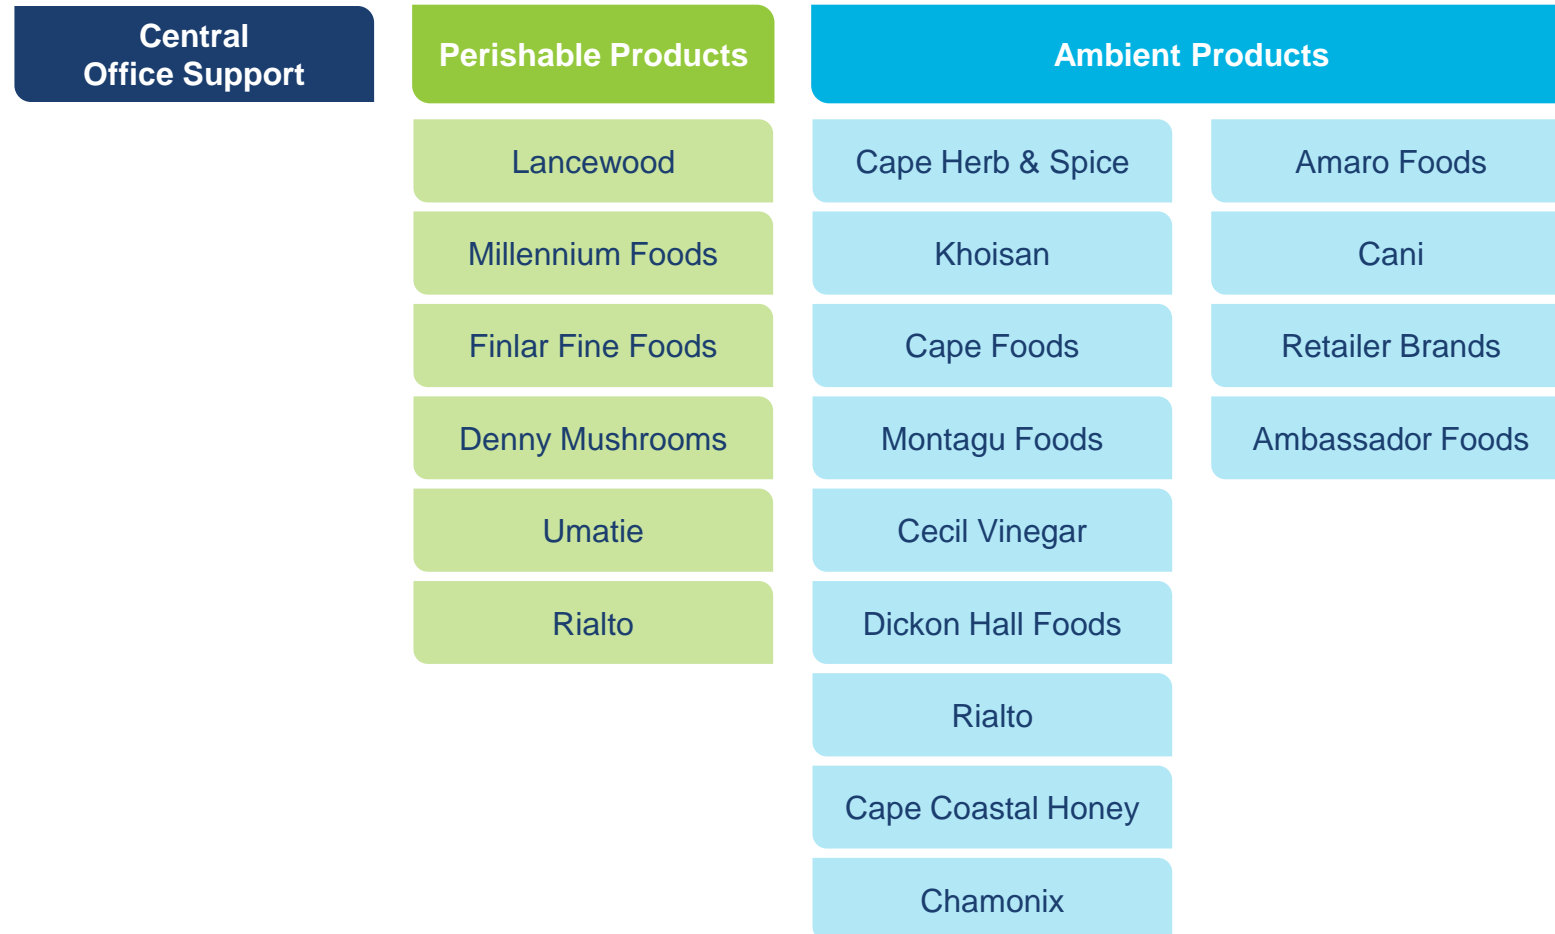 Central
Office Support
Perishable Products
Ambient Products
Lancewood
Millennium Foods
Finlar Fine Foods
Denny Mushrooms
Umatie
Rialto
Cape Herb & Spice
Khoisan
Cape Foods
Montagu Foods
Cecil Vinegar
Dickon Hall Foods
Rialto
Cape Coastal Honey
Chamonix
Amaro Foods
Cani
Retailer Brands
Ambassador Foods